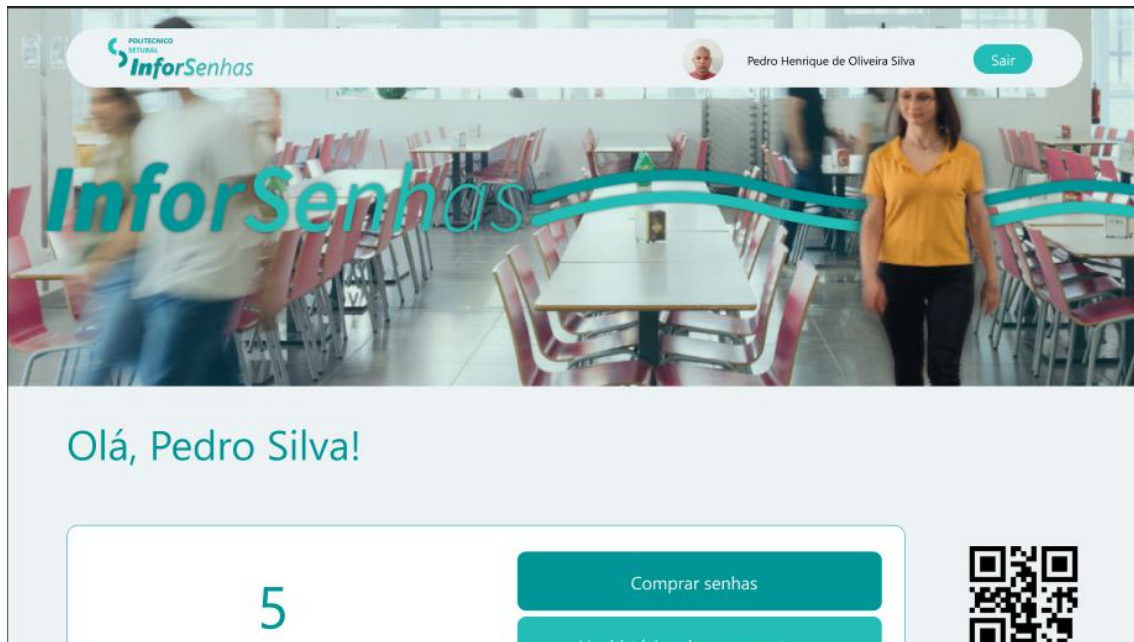 POLITECNICO
SETUBAL
InforSenhas
Pedro Henrique de Oliveira Silva
Sair
InforSenhas
Olá, Pedro Silva!
5
Comprar senhas